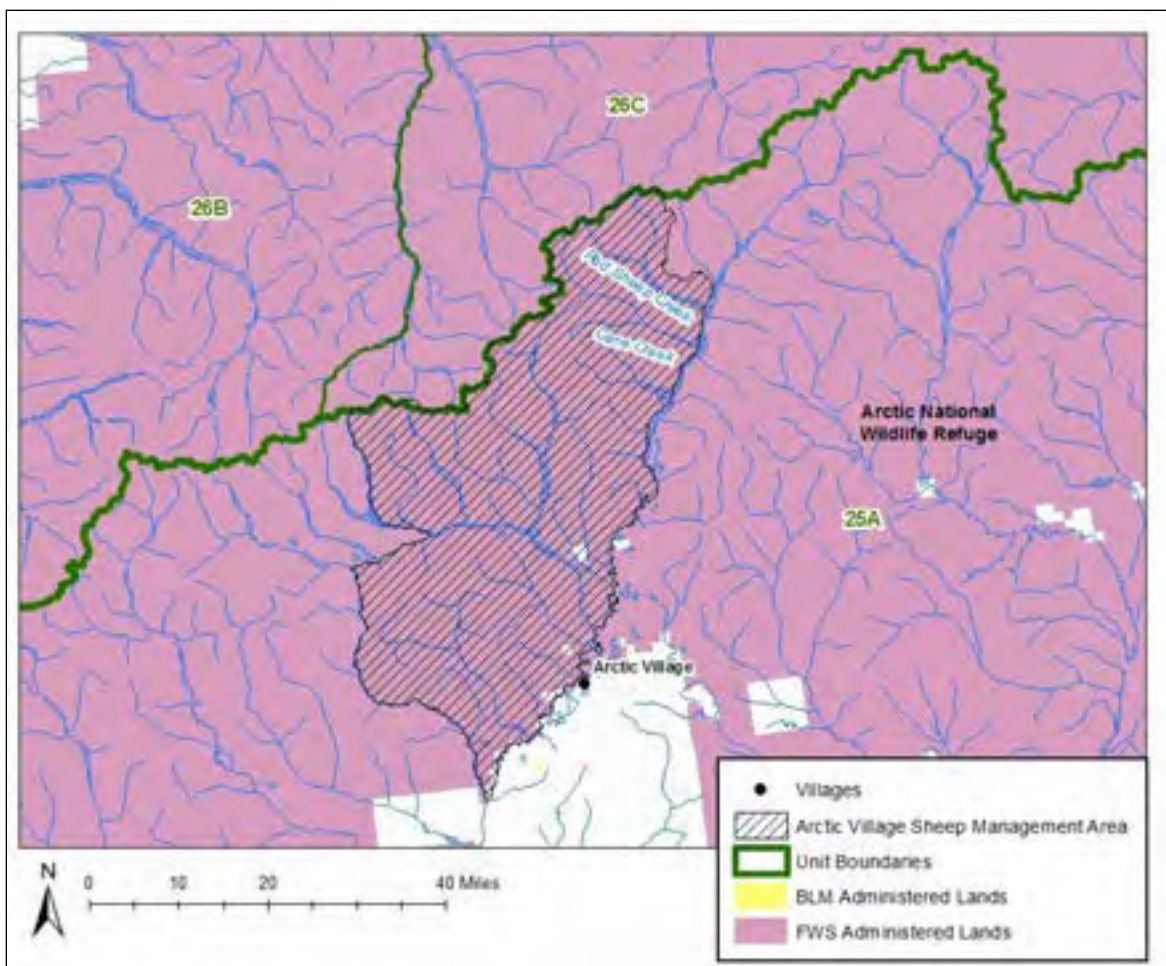 26C
26B
Red Sheep Creek
Cane Creek
Arctic National
Wildlife Refuge
25A
Arctic Village
Villages
Arctic Village Sheep Management Area
Unit Boundaries
BLM Administered Lands
FWS Administered Lands
N
0 10 20 40 Miles